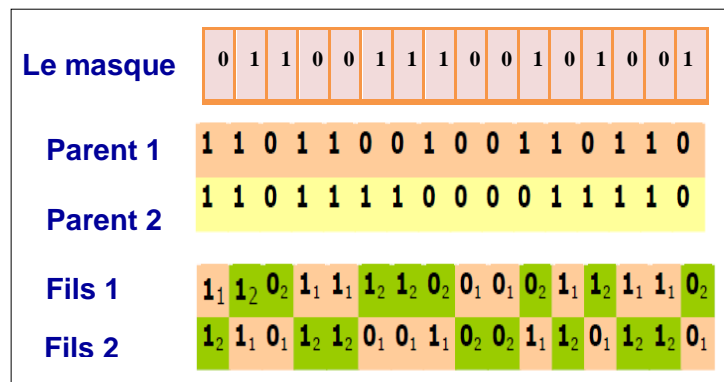 Le masque 0 1 1 0 0 1 1 1 0 0 1 0 1 0 0 1
Parent 1 1 1 0 1 1 0 0 1 0 0 1 1 0 1 1 0
Parent 2 1 1 0 1 1 1 1 0 0 0 0 1 1 1 1 0
Fils 1 1₁ 1₂ 0₂ 1₁ 1₁ 1₂ 1₂ 0₂ 0₁ 0₁ 0₂ 1₁ 1₂ 1₁ 1₁ 0₂
Fils 2 1₂ 1₁ 0₁ 1₂ 1₂ 0₁ 0₁ 1₁ 0₂ 0₂ 1₁ 1₂ 0₁ 1₂ 1₂ 0₁